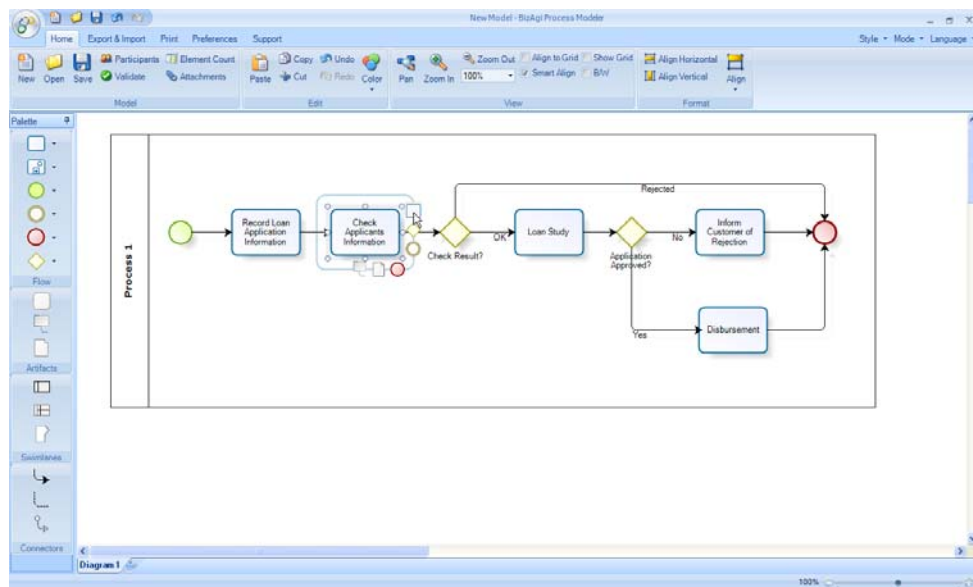 New Model - BizAgi Process Modeler
Home Export & Import Print Preferences Support
Style Mode Language
New Open Save
Participants Element Count
Validate Attachments
Model
Paste Copy Undo
Cut Redo Color
Edit
Pan Zoom In Zoom Out 100%
Align to Grid Show Grid
Smart Align B/W
View
Align Horizontal
Align Vertical
Align
Format
Palette
Flow
Artifacts
Swimlanes
Connectors
Process 1
Record Loan
Application
Information
Check
Applicants
Information
Check Result?
Rejected
OK
Loan Study
Application
Approved?
No
Inform
Customer of
Rejection
Yes
Disbursement
Diagram 1
100%